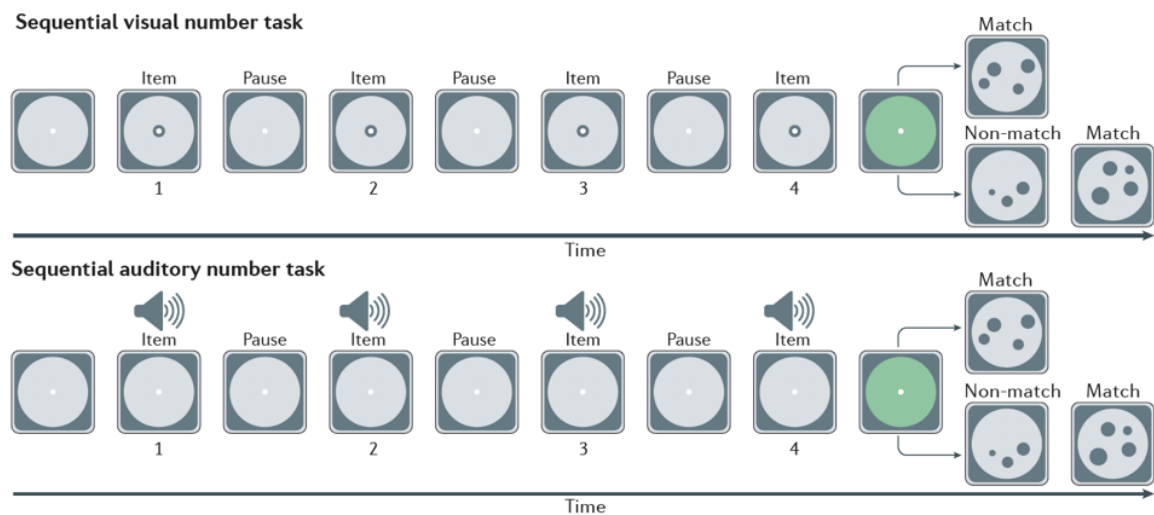 Sequential visual number task
Match
Item Pause Item Pause Item Pause Item
Non-match Match
1 2 3 4
Time
Sequential auditory number task
Match
Item Pause Item Pause Item Pause Item
Non-match Match
1 2 3 4
Time